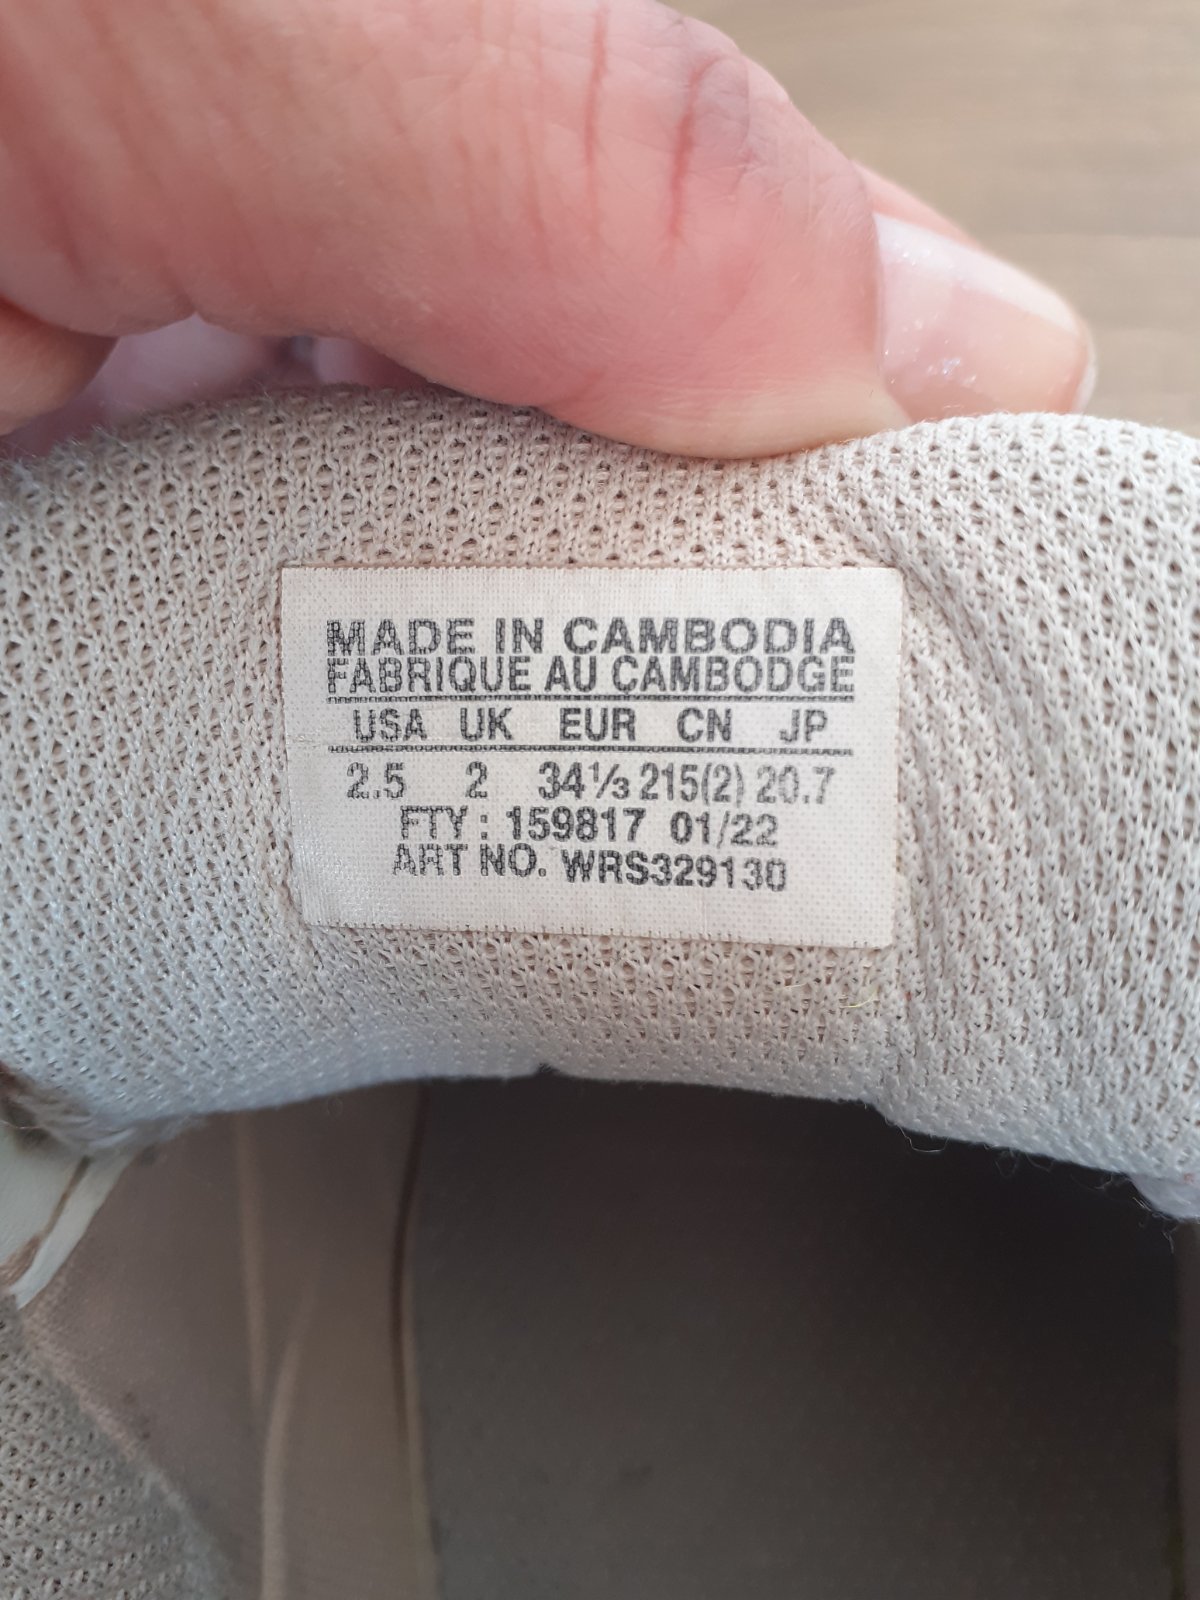 MADE IN CAMBODIA
FABRIQUE AU CAMBODGE
USA UK EUR CN JP
2.5 2 34⅓ 215(2) 20.7
FTY : 159817 01/22
ART NO. WRS329130